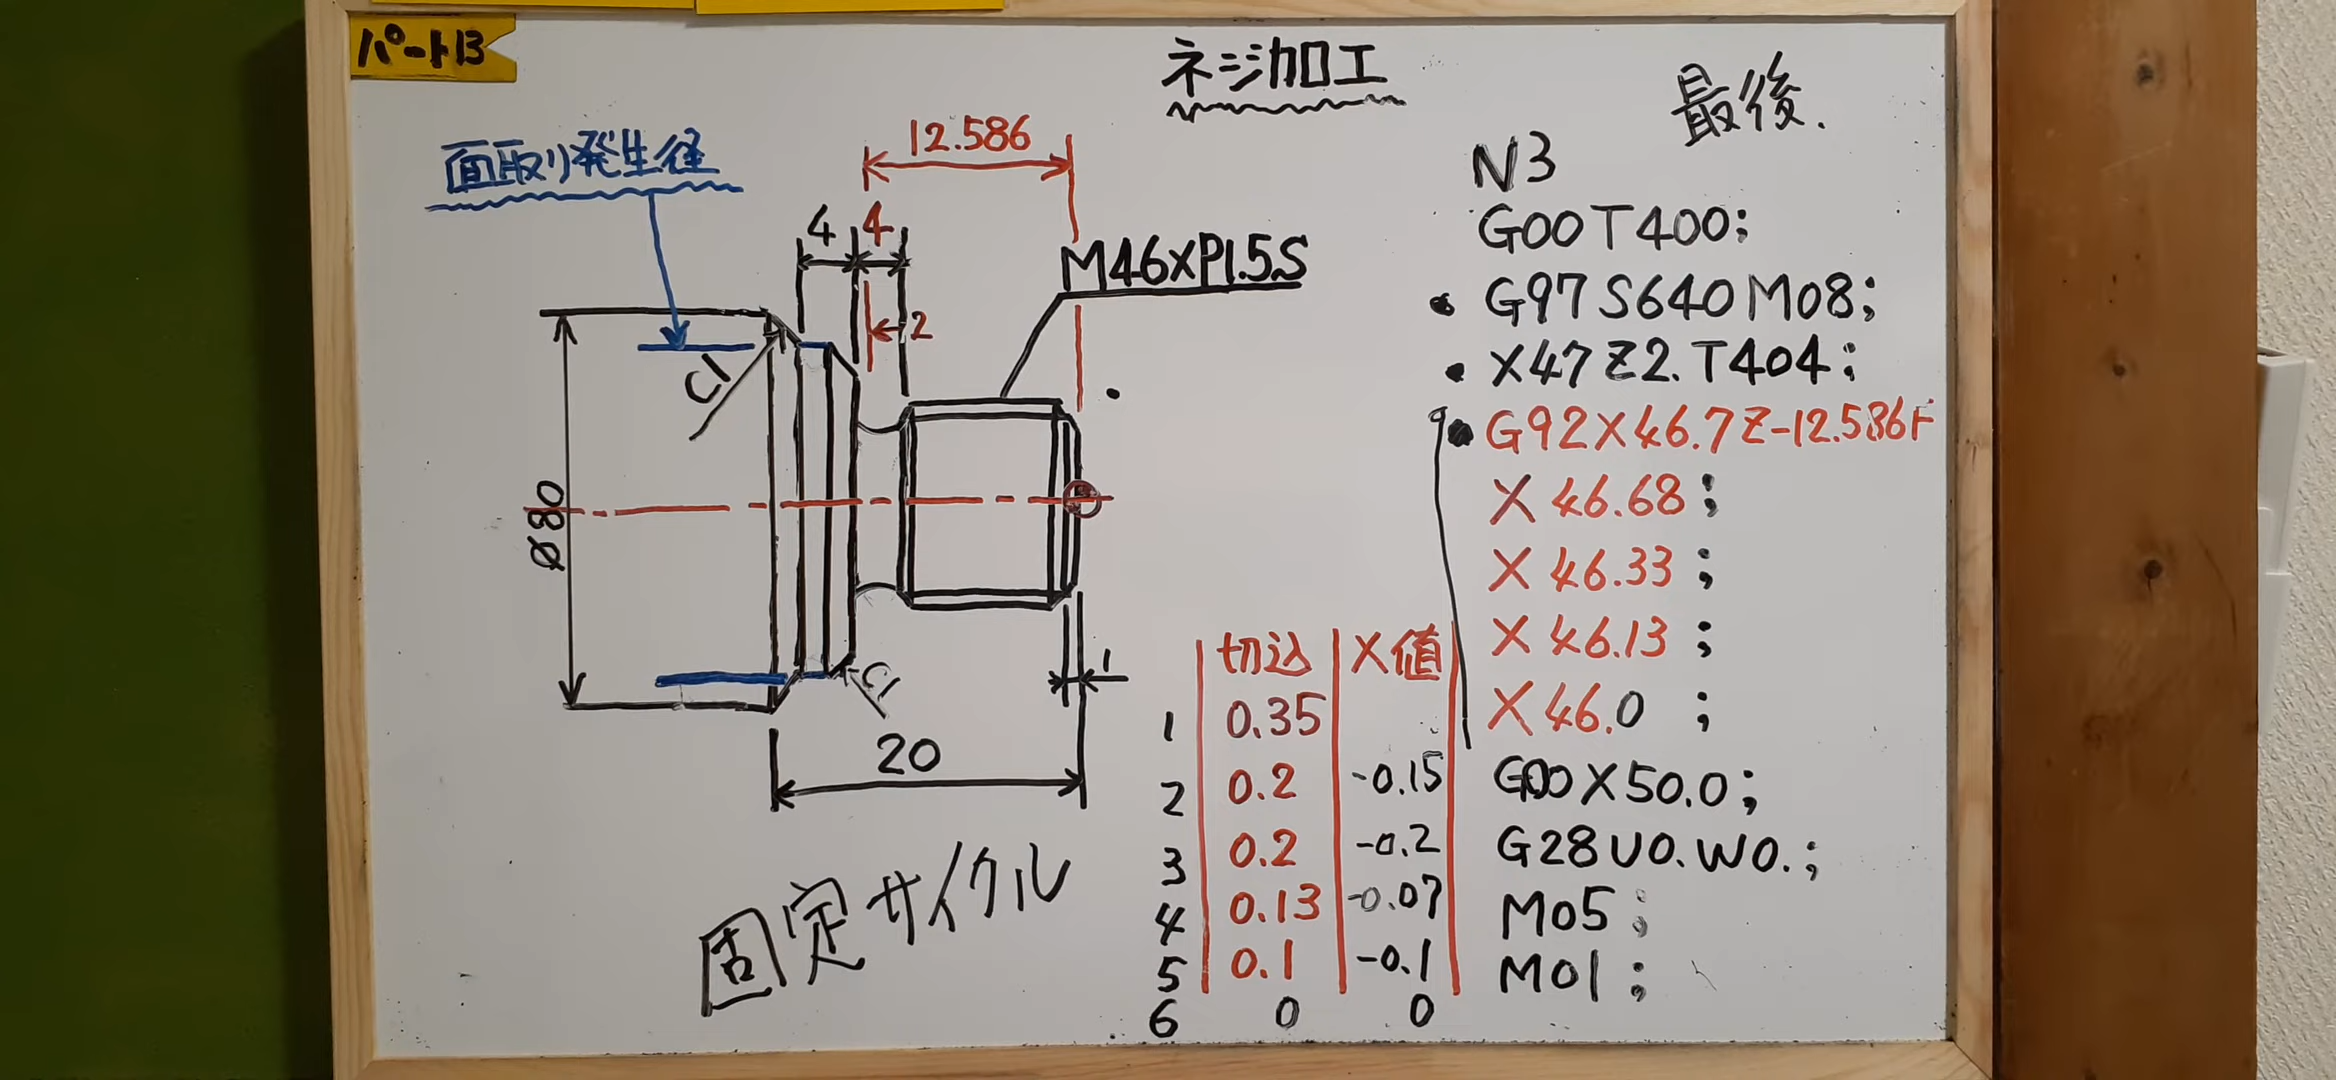 パート13
ネジ加工
最後.
面取り発生径
12.586
4
4
2
M46×P1.5S
C1
Ø80
C1
1
20
固定サイクル
切込 X値
1 0.35
2 0.2 -0.15
3 0.2 -0.2
4 0.13 -0.07
5 0.1 -0.1
6 0 0
N3
G00T400;
G97S640M08;
X47Z2.T404;
G92X46.7Z-12.586F
X46.68;
X46.33;
X46.13;
X46.0;
G00X50.0;
G28U0.W0.;
M05;
M01;